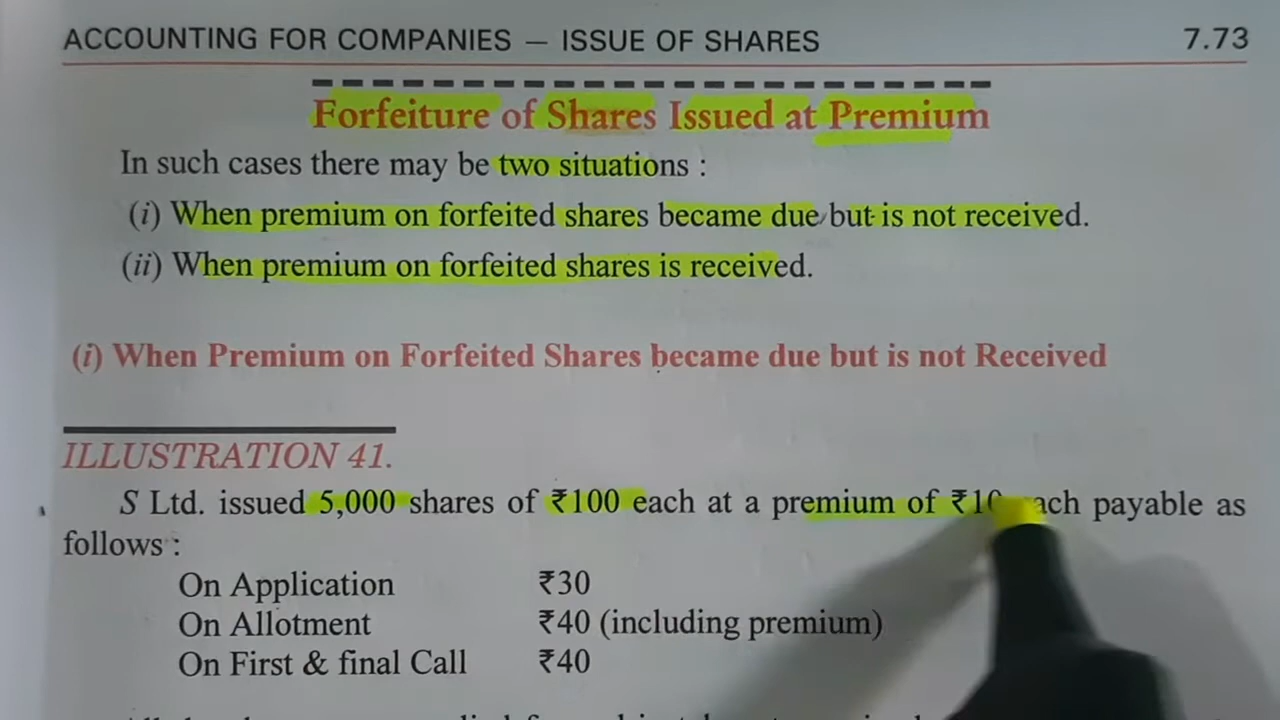 ACCOUNTING FOR COMPANIES — ISSUE OF SHARES 7.73
Forfeiture of Shares Issued at Premium
In such cases there may be two situations :
(i) When premium on forfeited shares became due but is not received.
(ii) When premium on forfeited shares is received.
(i) When Premium on Forfeited Shares became due but is not Received
ILLUSTRATION 41.
S Ltd. issued 5,000 shares of ₹100 each at a premium of ₹10 each payable as
follows :
On Application ₹30
On Allotment ₹40 (including premium)
On First & final Call ₹40